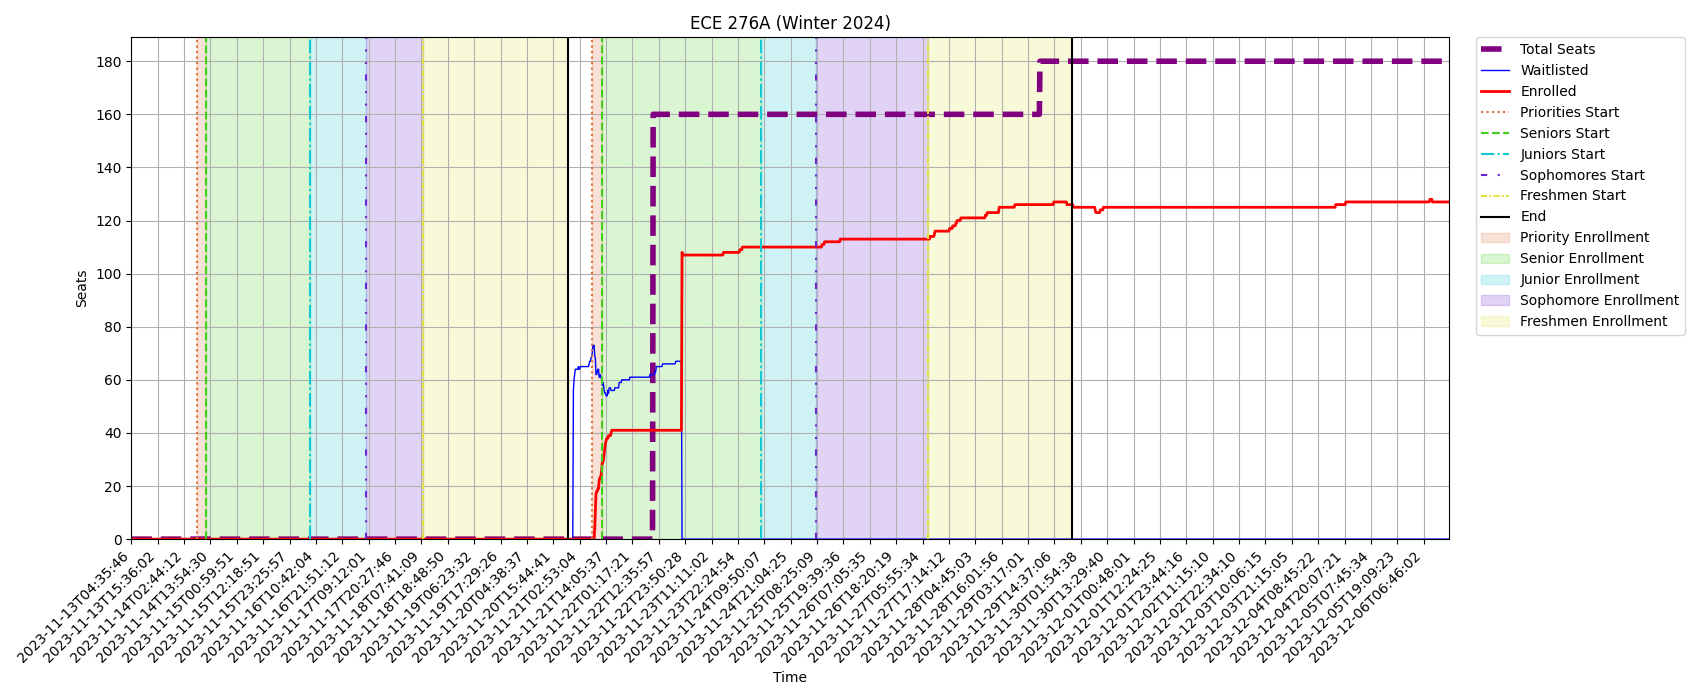 ECE 276A (Winter 2024)
Seats
180
160
140
120
100
80
60
40
20
0
2023-11-13T04:35:46
2023-11-13T15:36:02
2023-11-14T02:44:12
2023-11-14T13:54:30
2023-11-15T00:59:51
2023-11-15T12:18:51
2023-11-15T23:25:57
2023-11-16T10:42:04
2023-11-16T21:51:12
2023-11-17T09:12:01
2023-11-17T20:27:46
2023-11-18T07:41:09
2023-11-18T18:48:50
2023-11-19T06:23:32
2023-11-19T17:29:26
2023-11-20T04:38:37
2023-11-20T15:44:41
2023-11-21T02:53:04
2023-11-21T14:05:37
2023-11-22T01:17:21
2023-11-22T12:35:57
2023-11-22T23:50:28
2023-11-23T11:11:02
2023-11-23T22:24:54
2023-11-24T09:50:07
2023-11-24T21:04:25
2023-11-25T08:25:09
2023-11-25T19:39:36
2023-11-26T07:05:35
2023-11-26T18:20:19
2023-11-27T05:55:34
2023-11-27T17:14:12
2023-11-28T04:45:03
2023-11-28T16:01:56
2023-11-29T03:17:01
2023-11-29T14:37:06
2023-11-30T01:54:38
2023-11-30T13:29:40
2023-12-01T00:48:01
2023-12-01T12:24:25
2023-12-01T23:44:16
2023-12-02T11:15:10
2023-12-02T22:34:10
2023-12-03T10:06:15
2023-12-03T21:15:05
2023-12-04T08:45:22
2023-12-04T20:07:21
2023-12-05T07:45:34
2023-12-05T19:09:23
2023-12-06T06:46:02
Time
Total Seats
Waitlisted
Enrolled
Priorities Start
Seniors Start
Juniors Start
Sophomores Start
Freshmen Start
End
Priority Enrollment
Senior Enrollment
Junior Enrollment
Sophomore Enrollment
Freshmen Enrollment